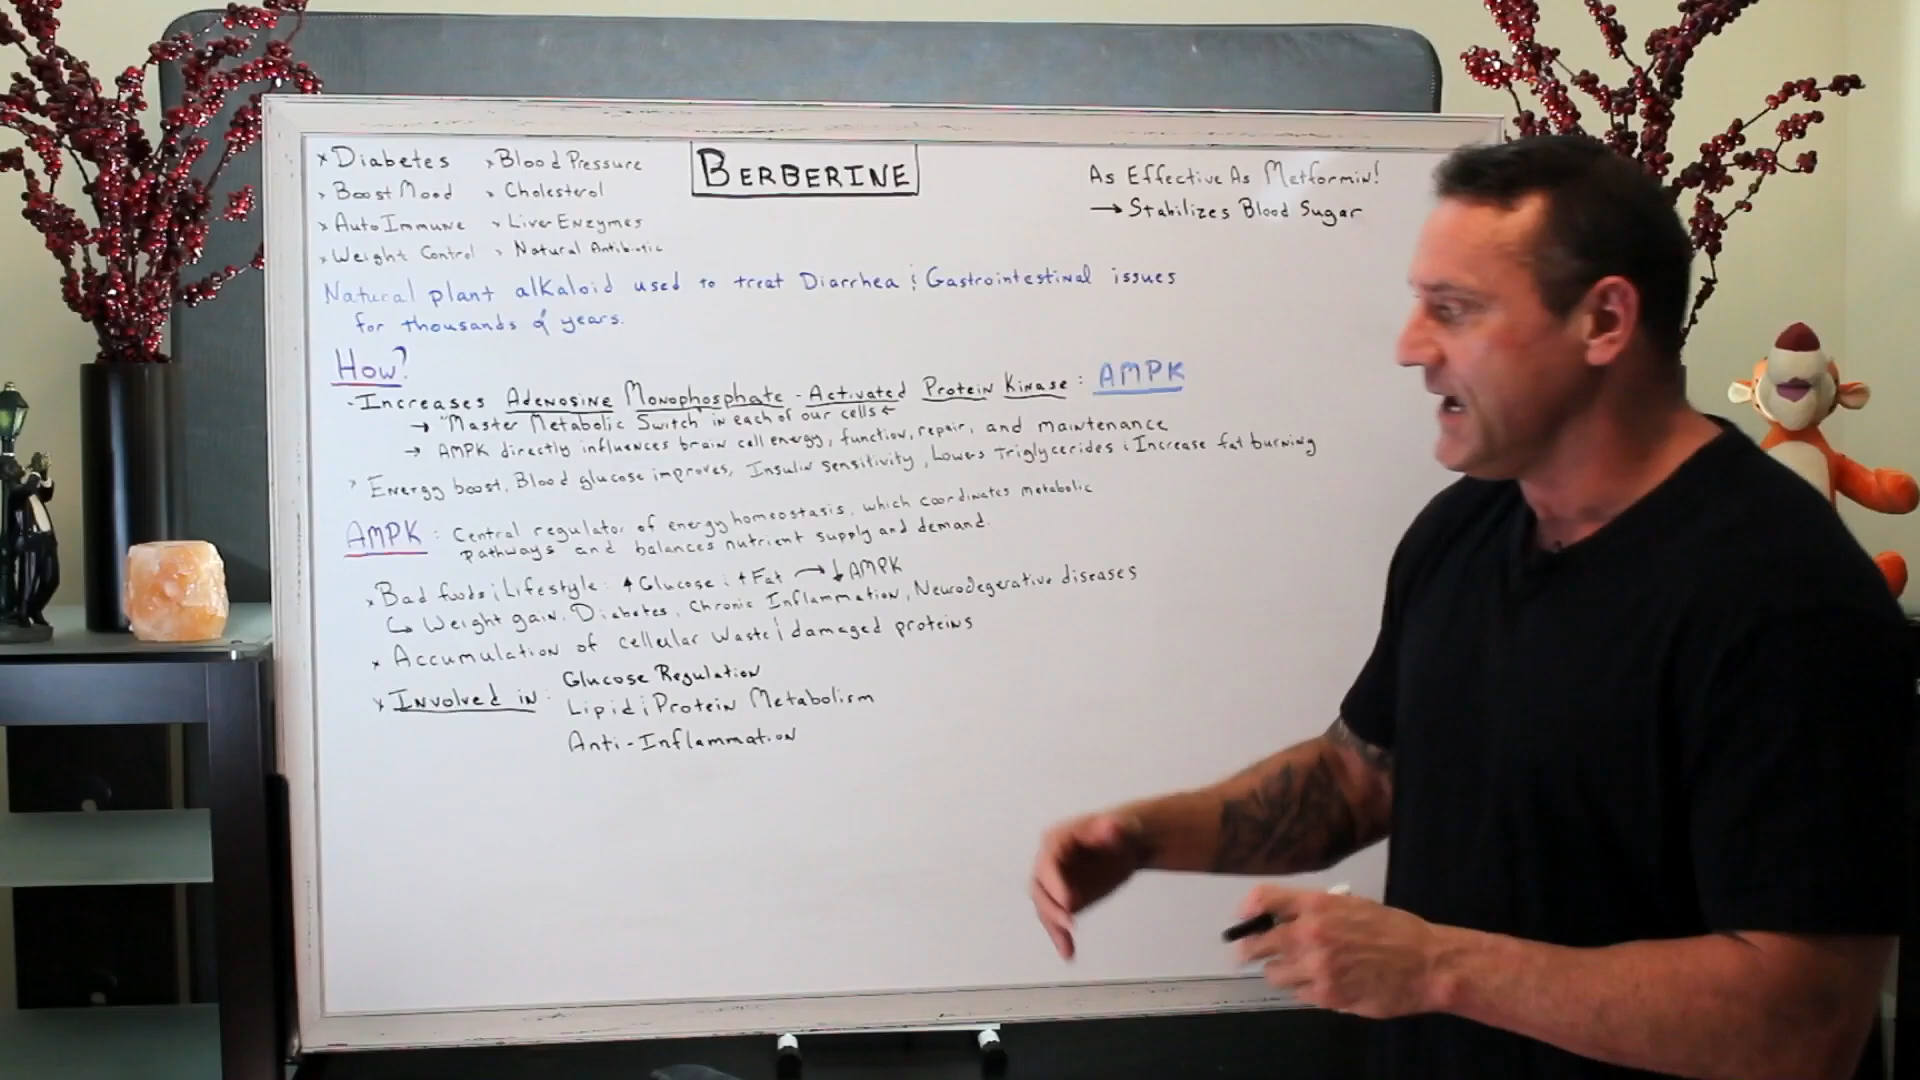 x Diabetes x Blood Pressure
x Boost Mood x Cholesterol
x Auto Immune x Liver Enzymes
x Weight Control x Natural Antibiotic
BERBERINE
As Effective As Metformin!
→ Stabilizes Blood Sugar
Natural plant alkaloid used to treat Diarrhea & Gastrointestinal issues
for thousands of years.
How?
- Increases Adenosine Monophosphate - Activated Protein Kinase : AMPK
→ "Master Metabolic Switch" in each of our cells ←
→ AMPK directly influences brain cell energy, function, repair, and maintenance
x Energy boost, Blood glucose improves, Insulin sensitivity, Lowers Triglycerides & Increase fat burning
AMPK : Central regulator of energy homeostasis, which coordinates metabolic
pathways and balances nutrient supply and demand.
x Bad foods & Lifestyle: ↑ Glucose & ↑ Fat → ↓ AMPK
↳ Weight gain, Diabetes, Chronic Inflammation, Neurodegerative diseases
x Accumulation of cellular waste & damaged proteins
x Involved in: Glucose Regulation
Lipid & Protein Metabolism
Anti-Inflammation